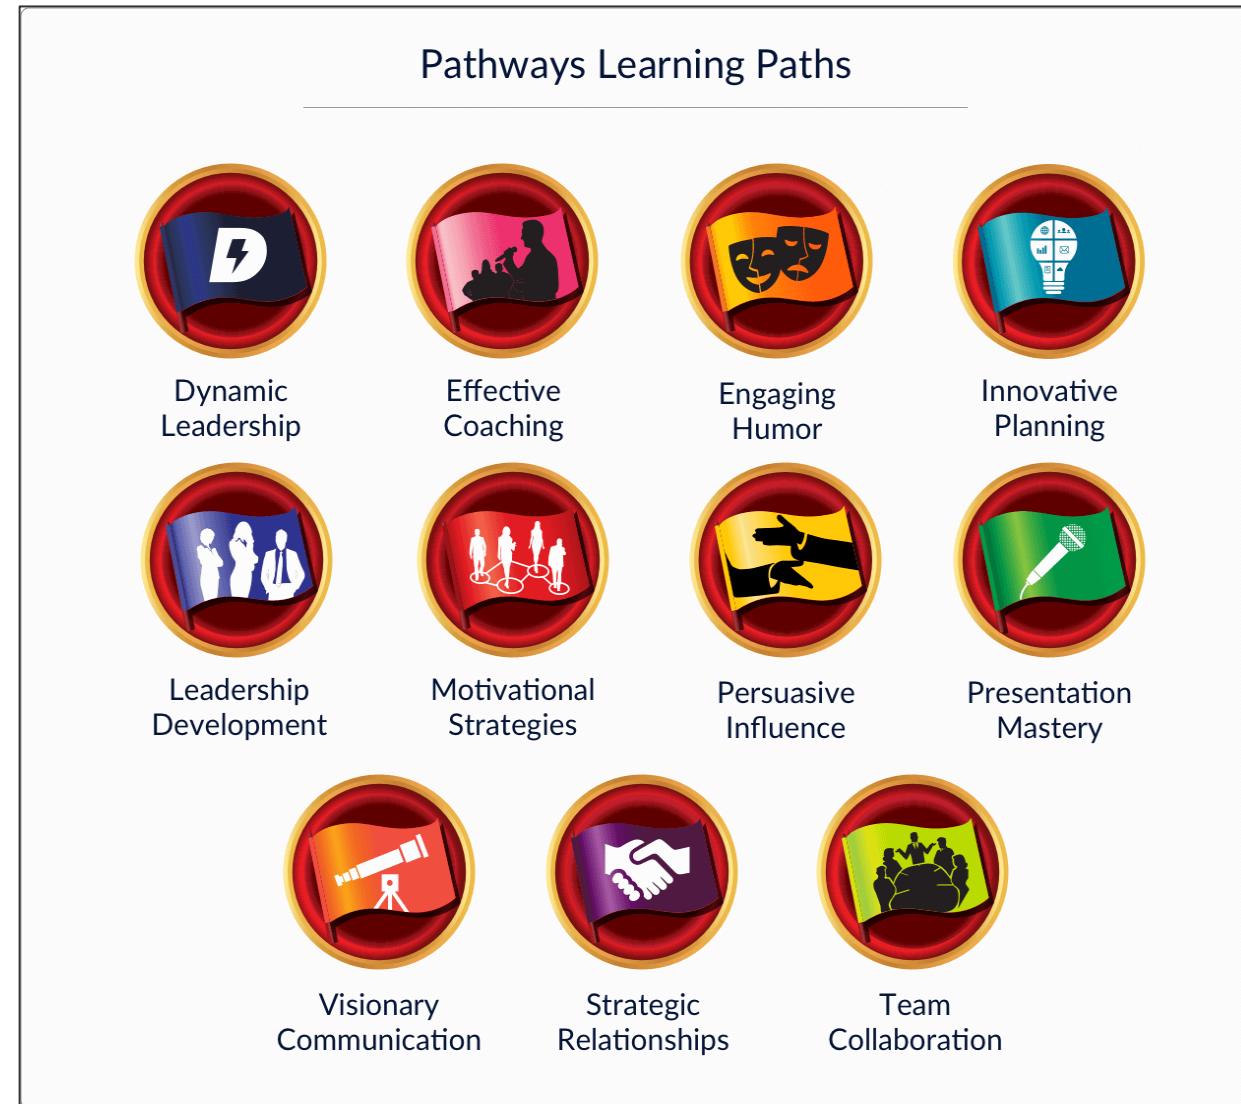 Pathways Learning Paths
D
Dynamic
Leadership
Effective
Coaching
Engaging
Humor
Innovative
Planning
Leadership
Development
Motivational
Strategies
Persuasive
Influence
Presentation
Mastery
Visionary
Communication
Strategic
Relationships
Team
Collaboration